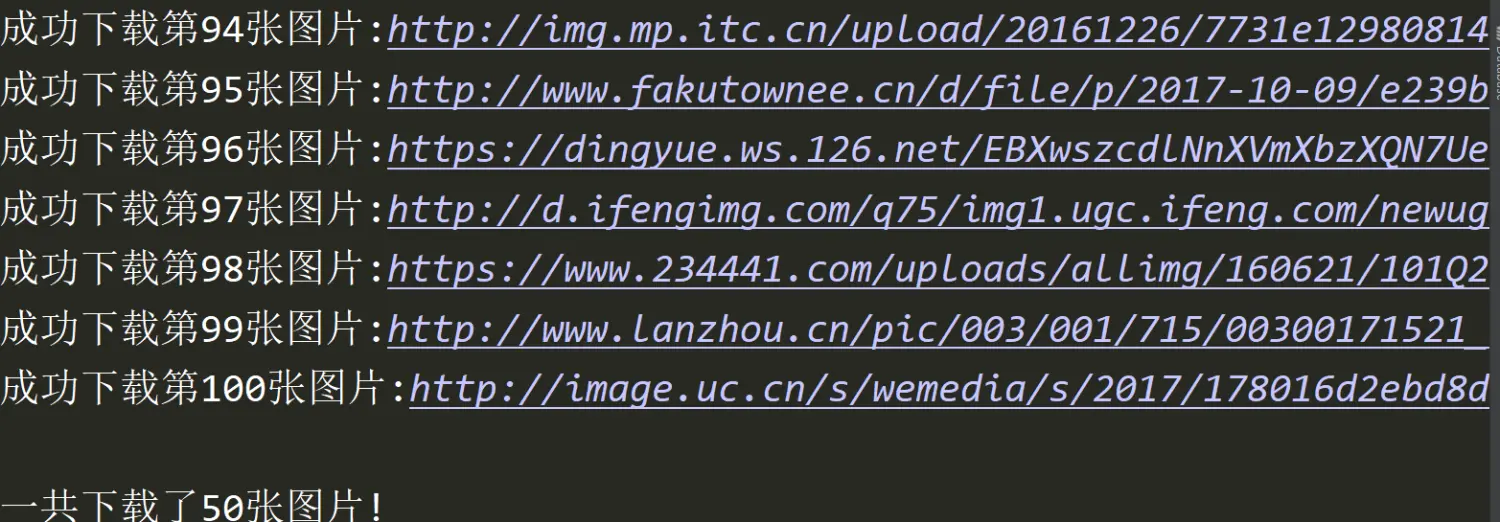 成功下载第94张图片:http://img.mp.itc.cn/upload/20161226/7731e12980814
成功下载第95张图片:http://www.fakutownee.cn/d/file/p/2017-10-09/e239b
成功下载第96张图片:https://dingyue.ws.126.net/EBXwszcdlNnXVmXbzXQN7Ue
成功下载第97张图片:http://d.ifengimg.com/q75/img1.ugc.ifeng.com/newug
成功下载第98张图片:https://www.234441.com/uploads/allimg/160621/101Q2
成功下载第99张图片:http://www.lanzhou.cn/pic/003/001/715/00300171521_
成功下载第100张图片:http://image.uc.cn/s/wemedia/s/2017/178016d2ebd8d
一共下载了50张图片!